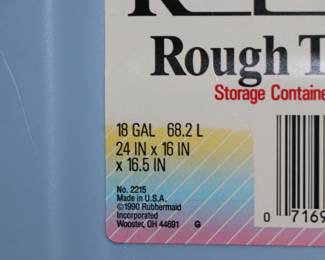 Rough T
Storage Containe
18 GAL 68.2 L
24 IN x 16 IN
x 16.5 IN
No. 2215
Made in U.S.A.
©1990 Rubbermaid
Incorporated
Wooster, OH 44691 G
0 7169